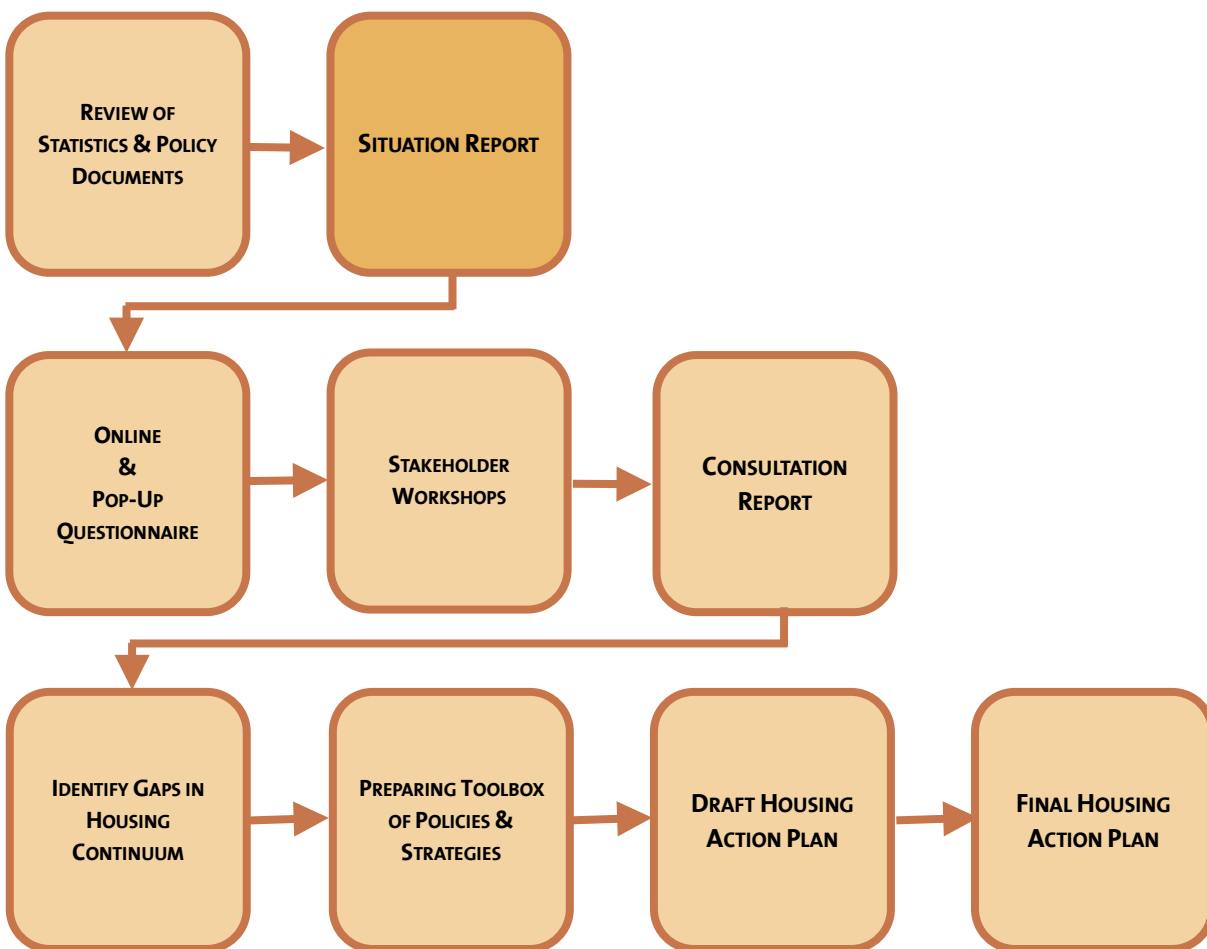 Review of
Statistics & Policy
Documents
Situation Report
Online
&
Pop-Up
Questionnaire
Stakeholder
Workshops
Consultation
Report
Identify Gaps in
Housing
Continuum
Preparing Toolbox
of Policies &
Strategies
Draft Housing
Action Plan
Final Housing
Action Plan